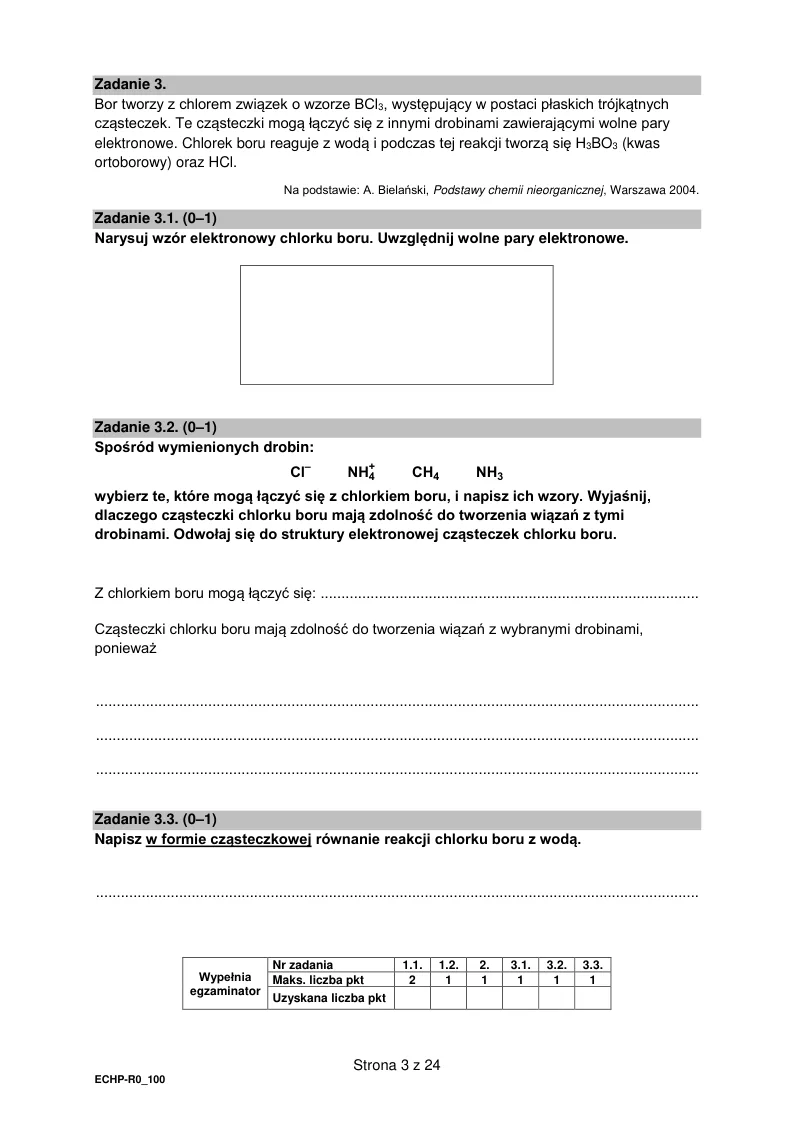 Zadanie 3.
Bor tworzy z chlorem związek o wzorze BCl₃, występujący w postaci płaskich trójkątnych
cząsteczek. Te cząsteczki mogą łączyć się z innymi drobinami zawierającymi wolne pary
elektronowe. Chlorek boru reaguje z wodą i podczas tej reakcji tworzą się H₃BO₃ (kwas
ortoborowy) oraz HCl.
Na podstawie: A. Bielański, Podstawy chemii nieorganicznej, Warszawa 2004.
Zadanie 3.1. (0–1)
Narysuj wzór elektronowy chlorku boru. Uwzględnij wolne pary elektronowe.
Zadanie 3.2. (0–1)
Spośród wymienionych drobin:
Cl⁻ NH₄⁺ CH₄ NH₃
wybierz te, które mogą łączyć się z chlorkiem boru, i napisz ich wzory. Wyjaśnij,
dlaczego cząsteczki chlorku boru mają zdolność do tworzenia wiązań z tymi
drobinami. Odwołaj się do struktury elektronowej cząsteczek chlorku boru.
Z chlorkiem boru mogą łączyć się: ............................................................................................
Cząsteczki chlorku boru mają zdolność do tworzenia wiązań z wybranymi drobinami,
ponieważ
...................................................................................................................................................
...................................................................................................................................................
...................................................................................................................................................
Zadanie 3.3. (0–1)
Napisz w formie cząsteczkowej równanie reakcji chlorku boru z wodą.
...................................................................................................................................................
Wypełnia egzaminator
Nr zadania 1.1. 1.2. 2. 3.1. 3.2. 3.3.
Maks. liczba pkt 2 1 1 1 1 1
Uzyskana liczba pkt
Strona 3 z 24
ECHP-R0_100